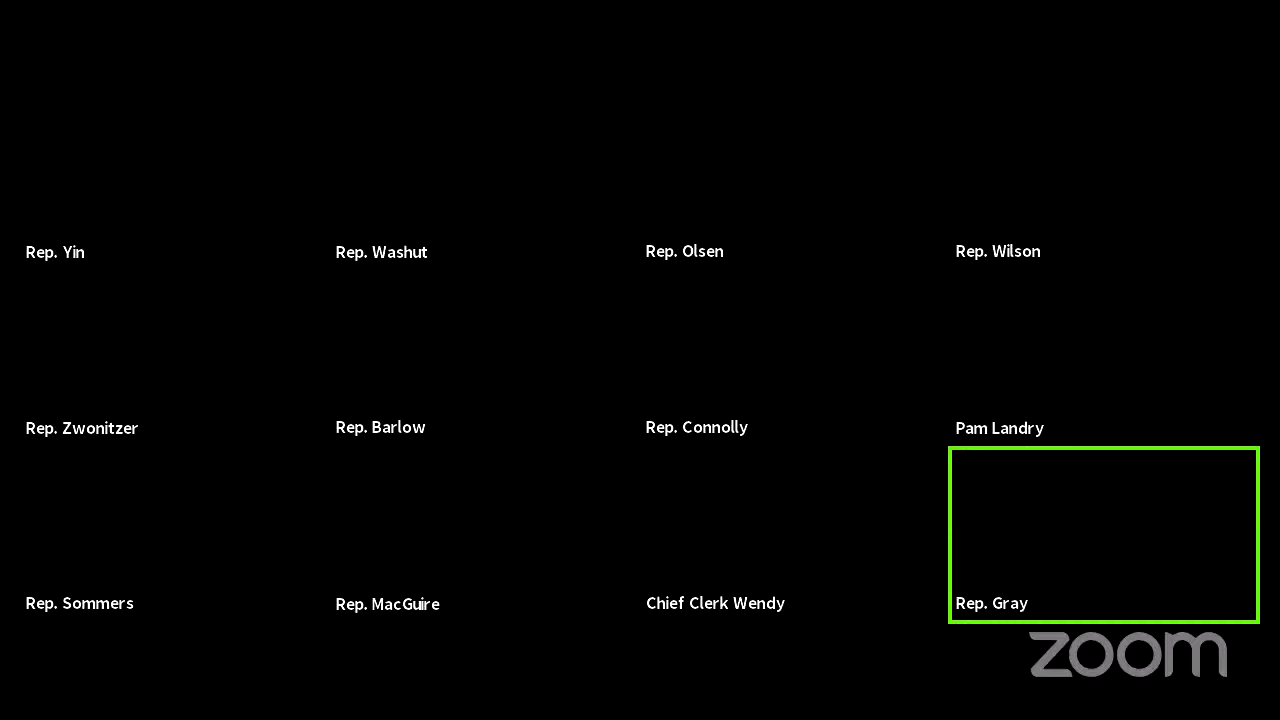 Rep. Yin
Rep. Washut
Rep. Olsen
Rep. Wilson
Rep. Zwonitzer
Rep. Barlow
Rep. Connolly
Pam Landry
Rep. Sommers
Rep. MacGuire
Chief Clerk Wendy
Rep. Gray
zoom